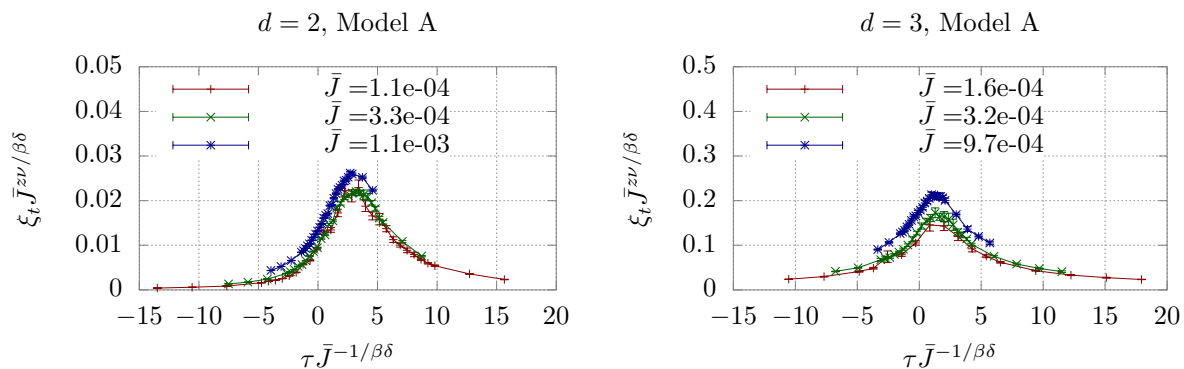 d = 2, Model A
0.05
0.04
0.03
0.02
0.01
0
ξ_t J̄^{zν/βδ}
J̄ =1.1e-04
J̄ =3.3e-04
J̄ =1.1e-03
−15 −10 −5 0 5 10 15 20
τJ̄^{−1/βδ}
d = 3, Model A
0.5
0.4
0.3
0.2
0.1
0
ξ_t J̄^{zν/βδ}
J̄ =1.6e-04
J̄ =3.2e-04
J̄ =9.7e-04
−15 −10 −5 0 5 10 15 20
τJ̄^{−1/βδ}